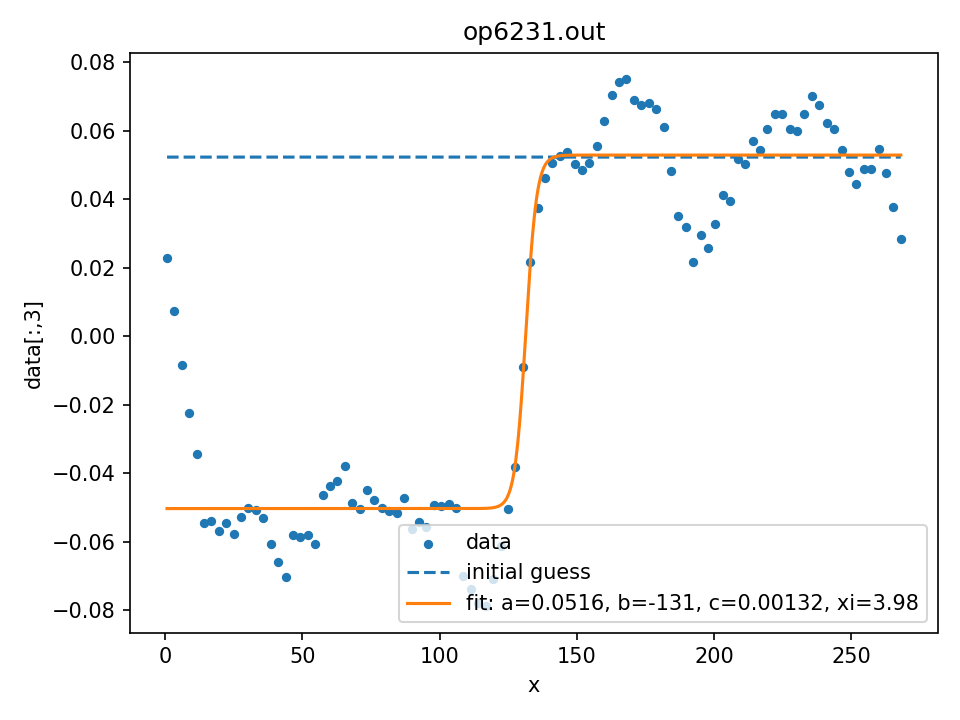 op6231.out
0.08
0.06
0.04
0.02
0.00
−0.02
−0.04
−0.06
−0.08
data[:,3]
data
initial guess
fit: a=0.0516, b=-131, c=0.00132, xi=3.98
0 50 100 150 200 250
x